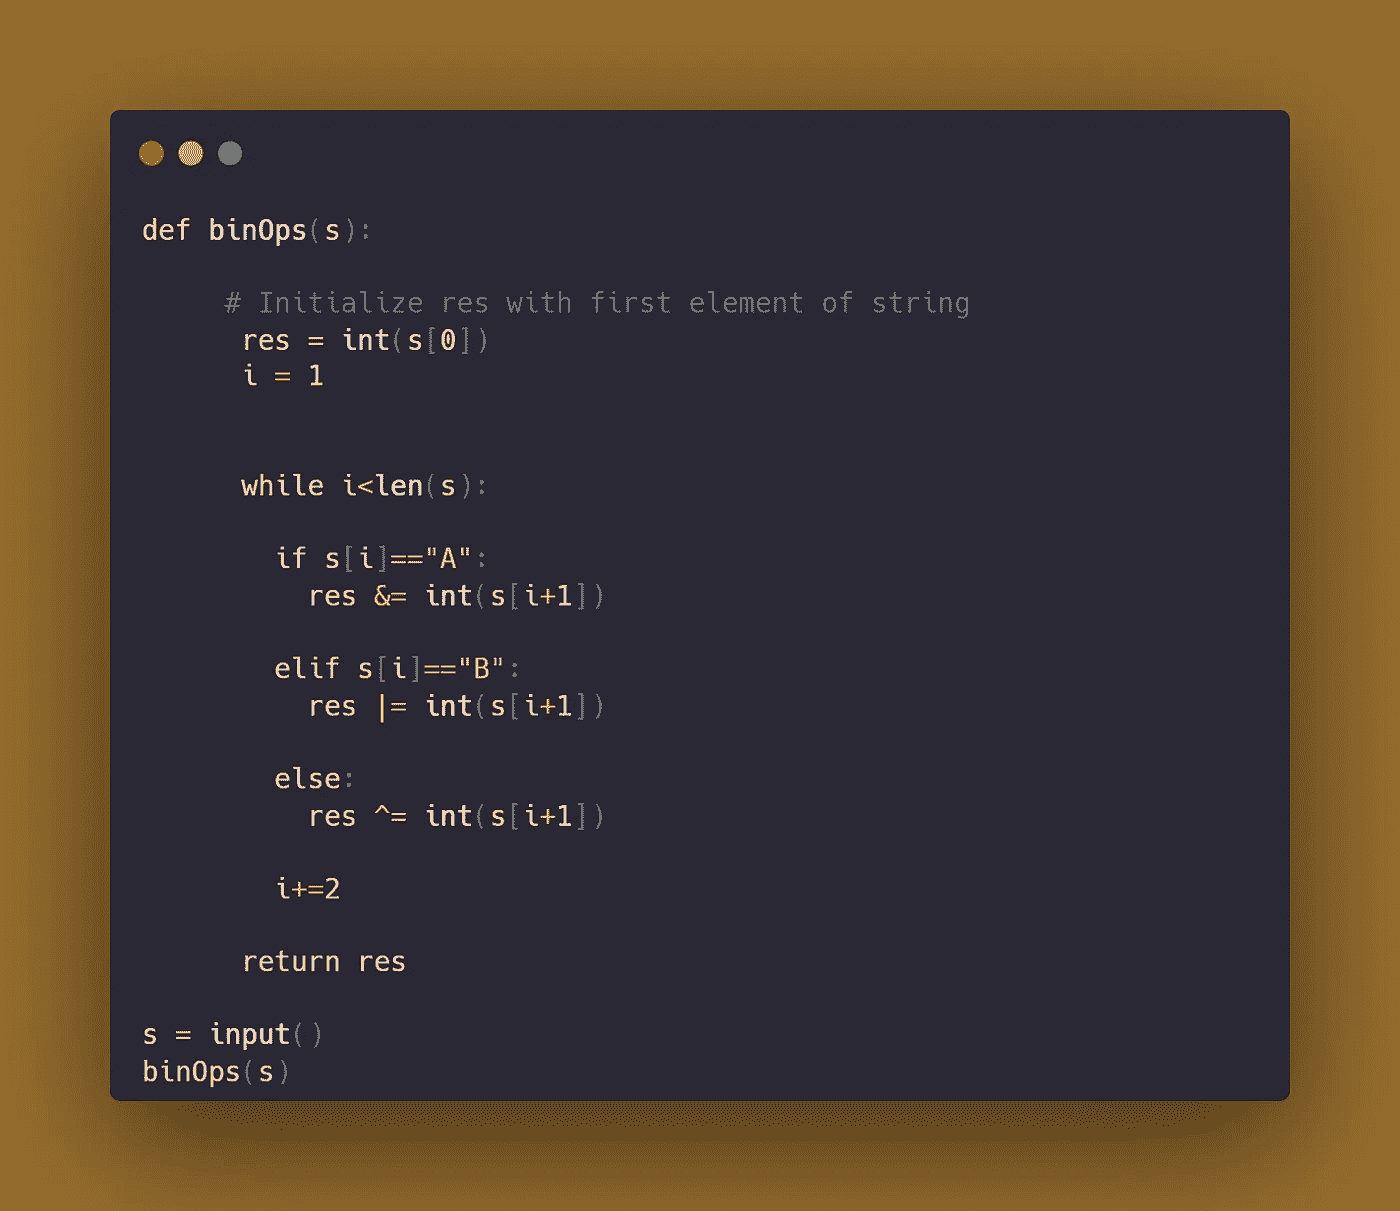 def binOps(s):
# Initialize res with first element of string
res = int(s[0])
i = 1
while i<len(s):
if s[i]=="A":
res &= int(s[i+1])
elif s[i]=="B":
res |= int(s[i+1])
else:
res ^= int(s[i+1])
i+=2
return res
s = input()
binOps(s)